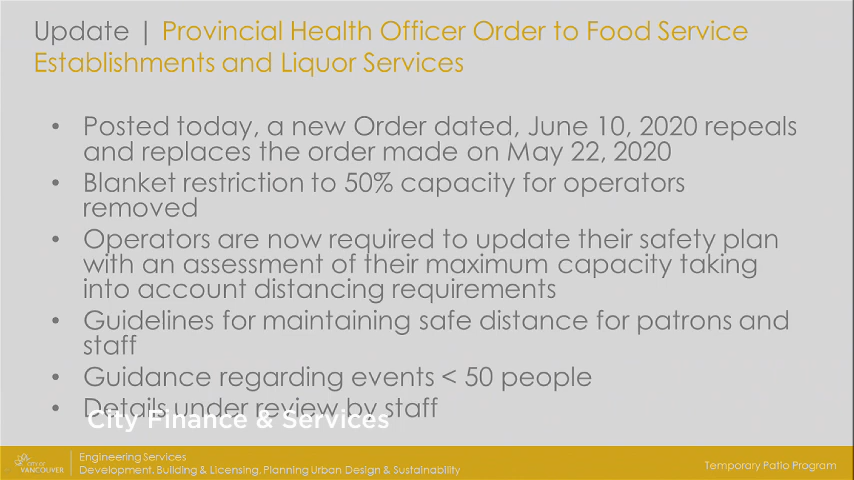 Update | Provincial Health Officer Order to Food Service
Establishments and Liquor Services
• Posted today, a new Order dated, June 10, 2020 repeals
and replaces the order made on May 22, 2020
• Blanket restriction to 50% capacity for operators
removed
• Operators are now required to update their safety plan
with an assessment of their maximum capacity taking
into account distancing requirements
• Guidelines for maintaining safe distance for patrons and
staff
• Guidance regarding events < 50 people
• Details under review by staff
City Finance & Services
CITY OF
VANCOUVER
Engineering Services
Development, Building & Licensing, Planning Urban Design & Sustainability
Temporary Patio Program